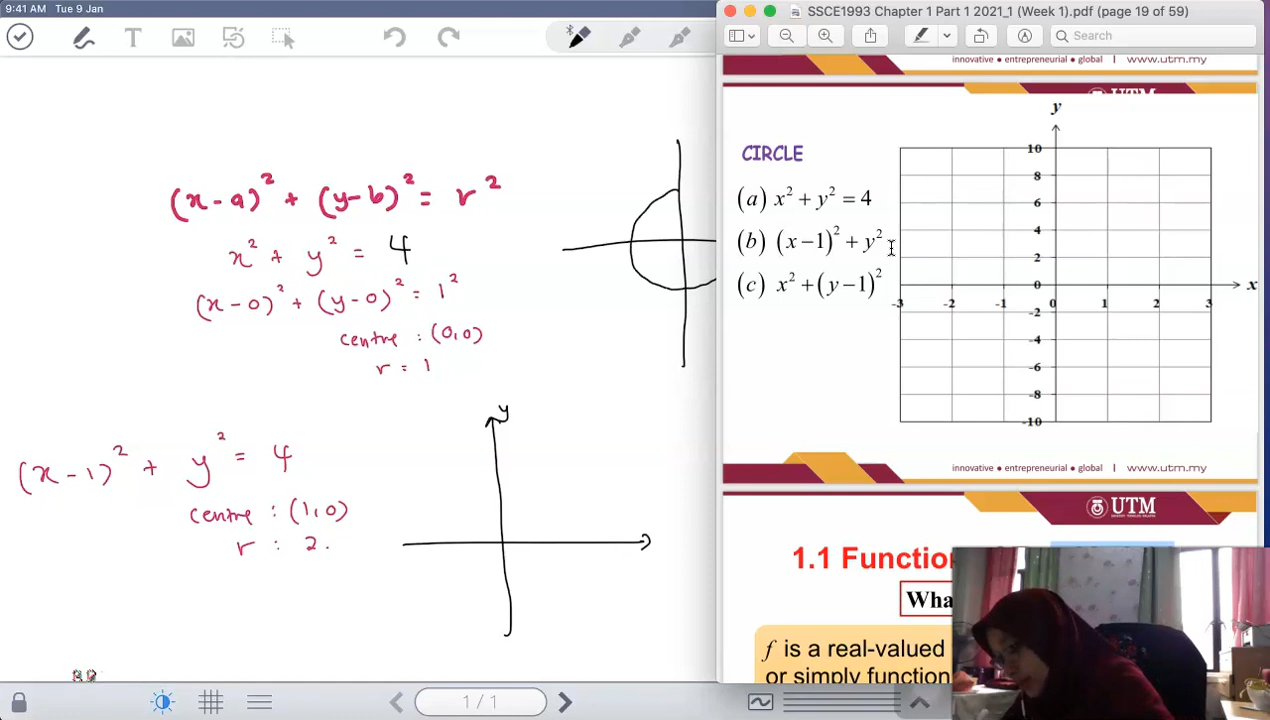 9:41 AM Tue 9 Jan
SSCE1993 Chapter 1 Part 1 2021_1 (Week 1).pdf (page 19 of 59)
T
Search
innovative ● entrepreneurial ● global | www.utm.my
UTM
(x-a)² + (y-b)² = r²
x² + y² = 4
(x-0)² + (y-0)² = 1²
centre : (0,0)
r = 1
(x-1)² + y² = 4
centre : (1,0)
r : 2.
y
CIRCLE
(a) x² + y² = 4
(b) (x-1)² + y²
(c) x² + (y-1)²
y
10
8
6
4
2
0
-2
-4
-6
-8
-10
-3 -2 -1 0 1 2 3
x
innovative ● entrepreneurial ● global | www.utm.my
UTM
1.1 Function
Wha
f is a real-valued
or simply function
1 / 1